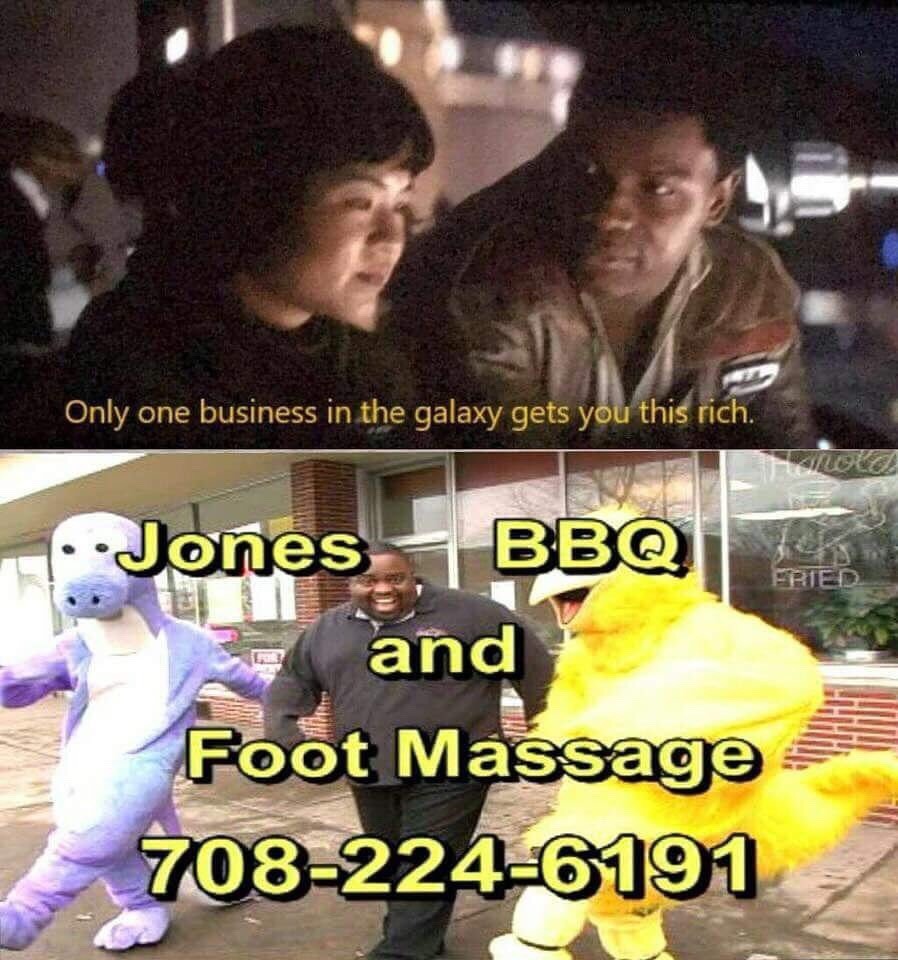 Only one business in the galaxy gets you this rich.
Harold
FRIED
Jones BBQ
and
Foot Massage
708-224-6191